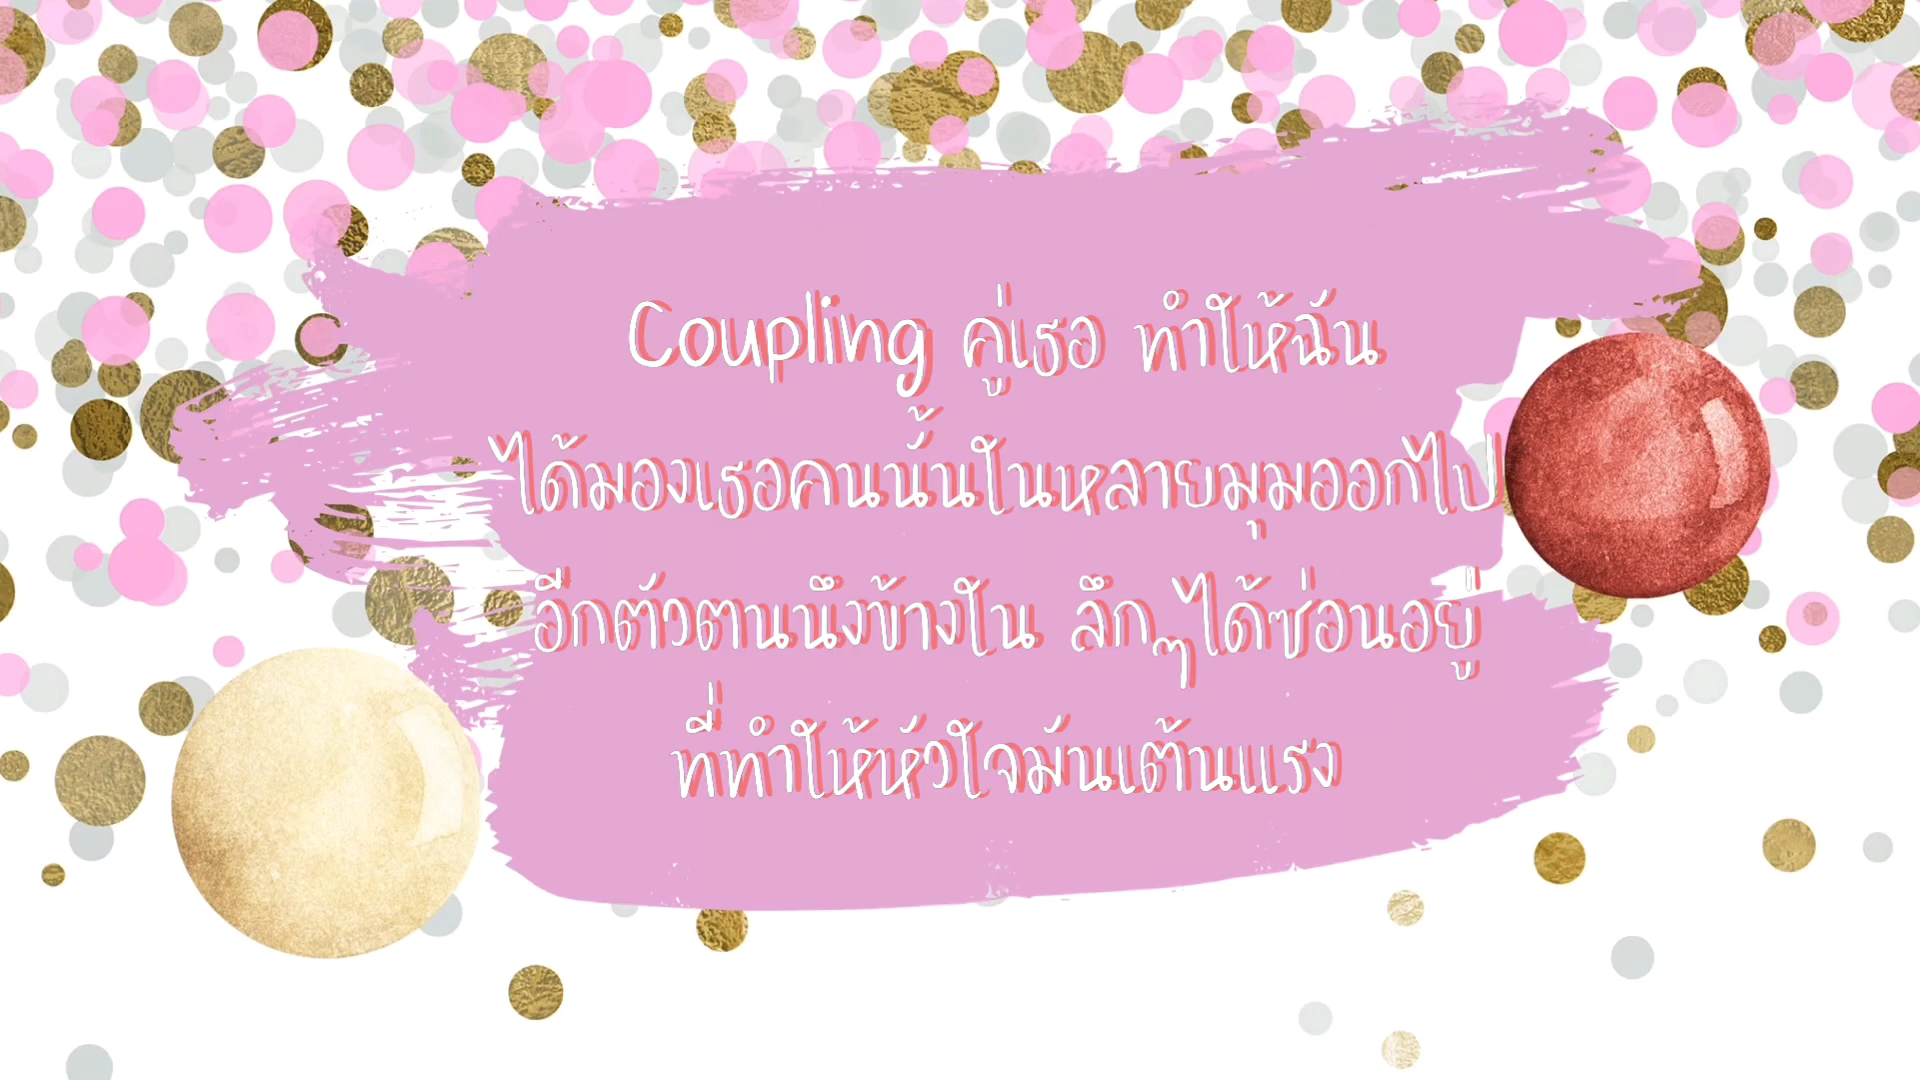 Coupling คู่เธอ ทำให้ฉัน
ได้มองเธอคนนั้นในหลายมุมออกไป
อีกตัวตนนึงข้างใน ลึกๆได้ซ่อนอยู่
ที่ทำให้หัวใจมันเต้นแรง